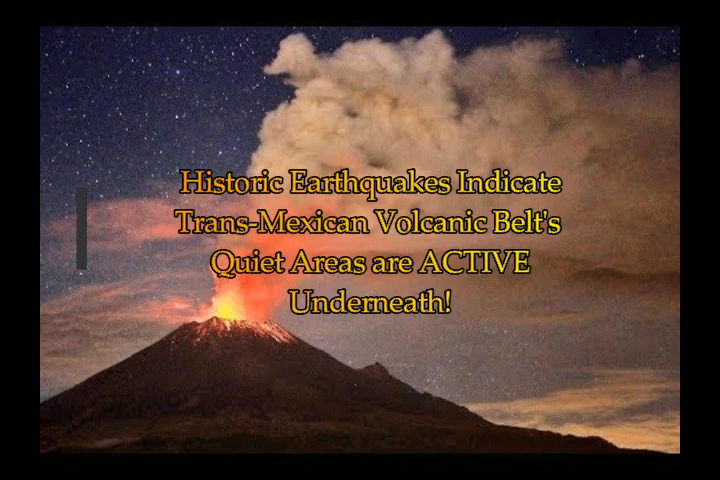 Historic Earthquakes Indicate
Trans-Mexican Volcanic Belt's
Quiet Areas are ACTIVE
Underneath!